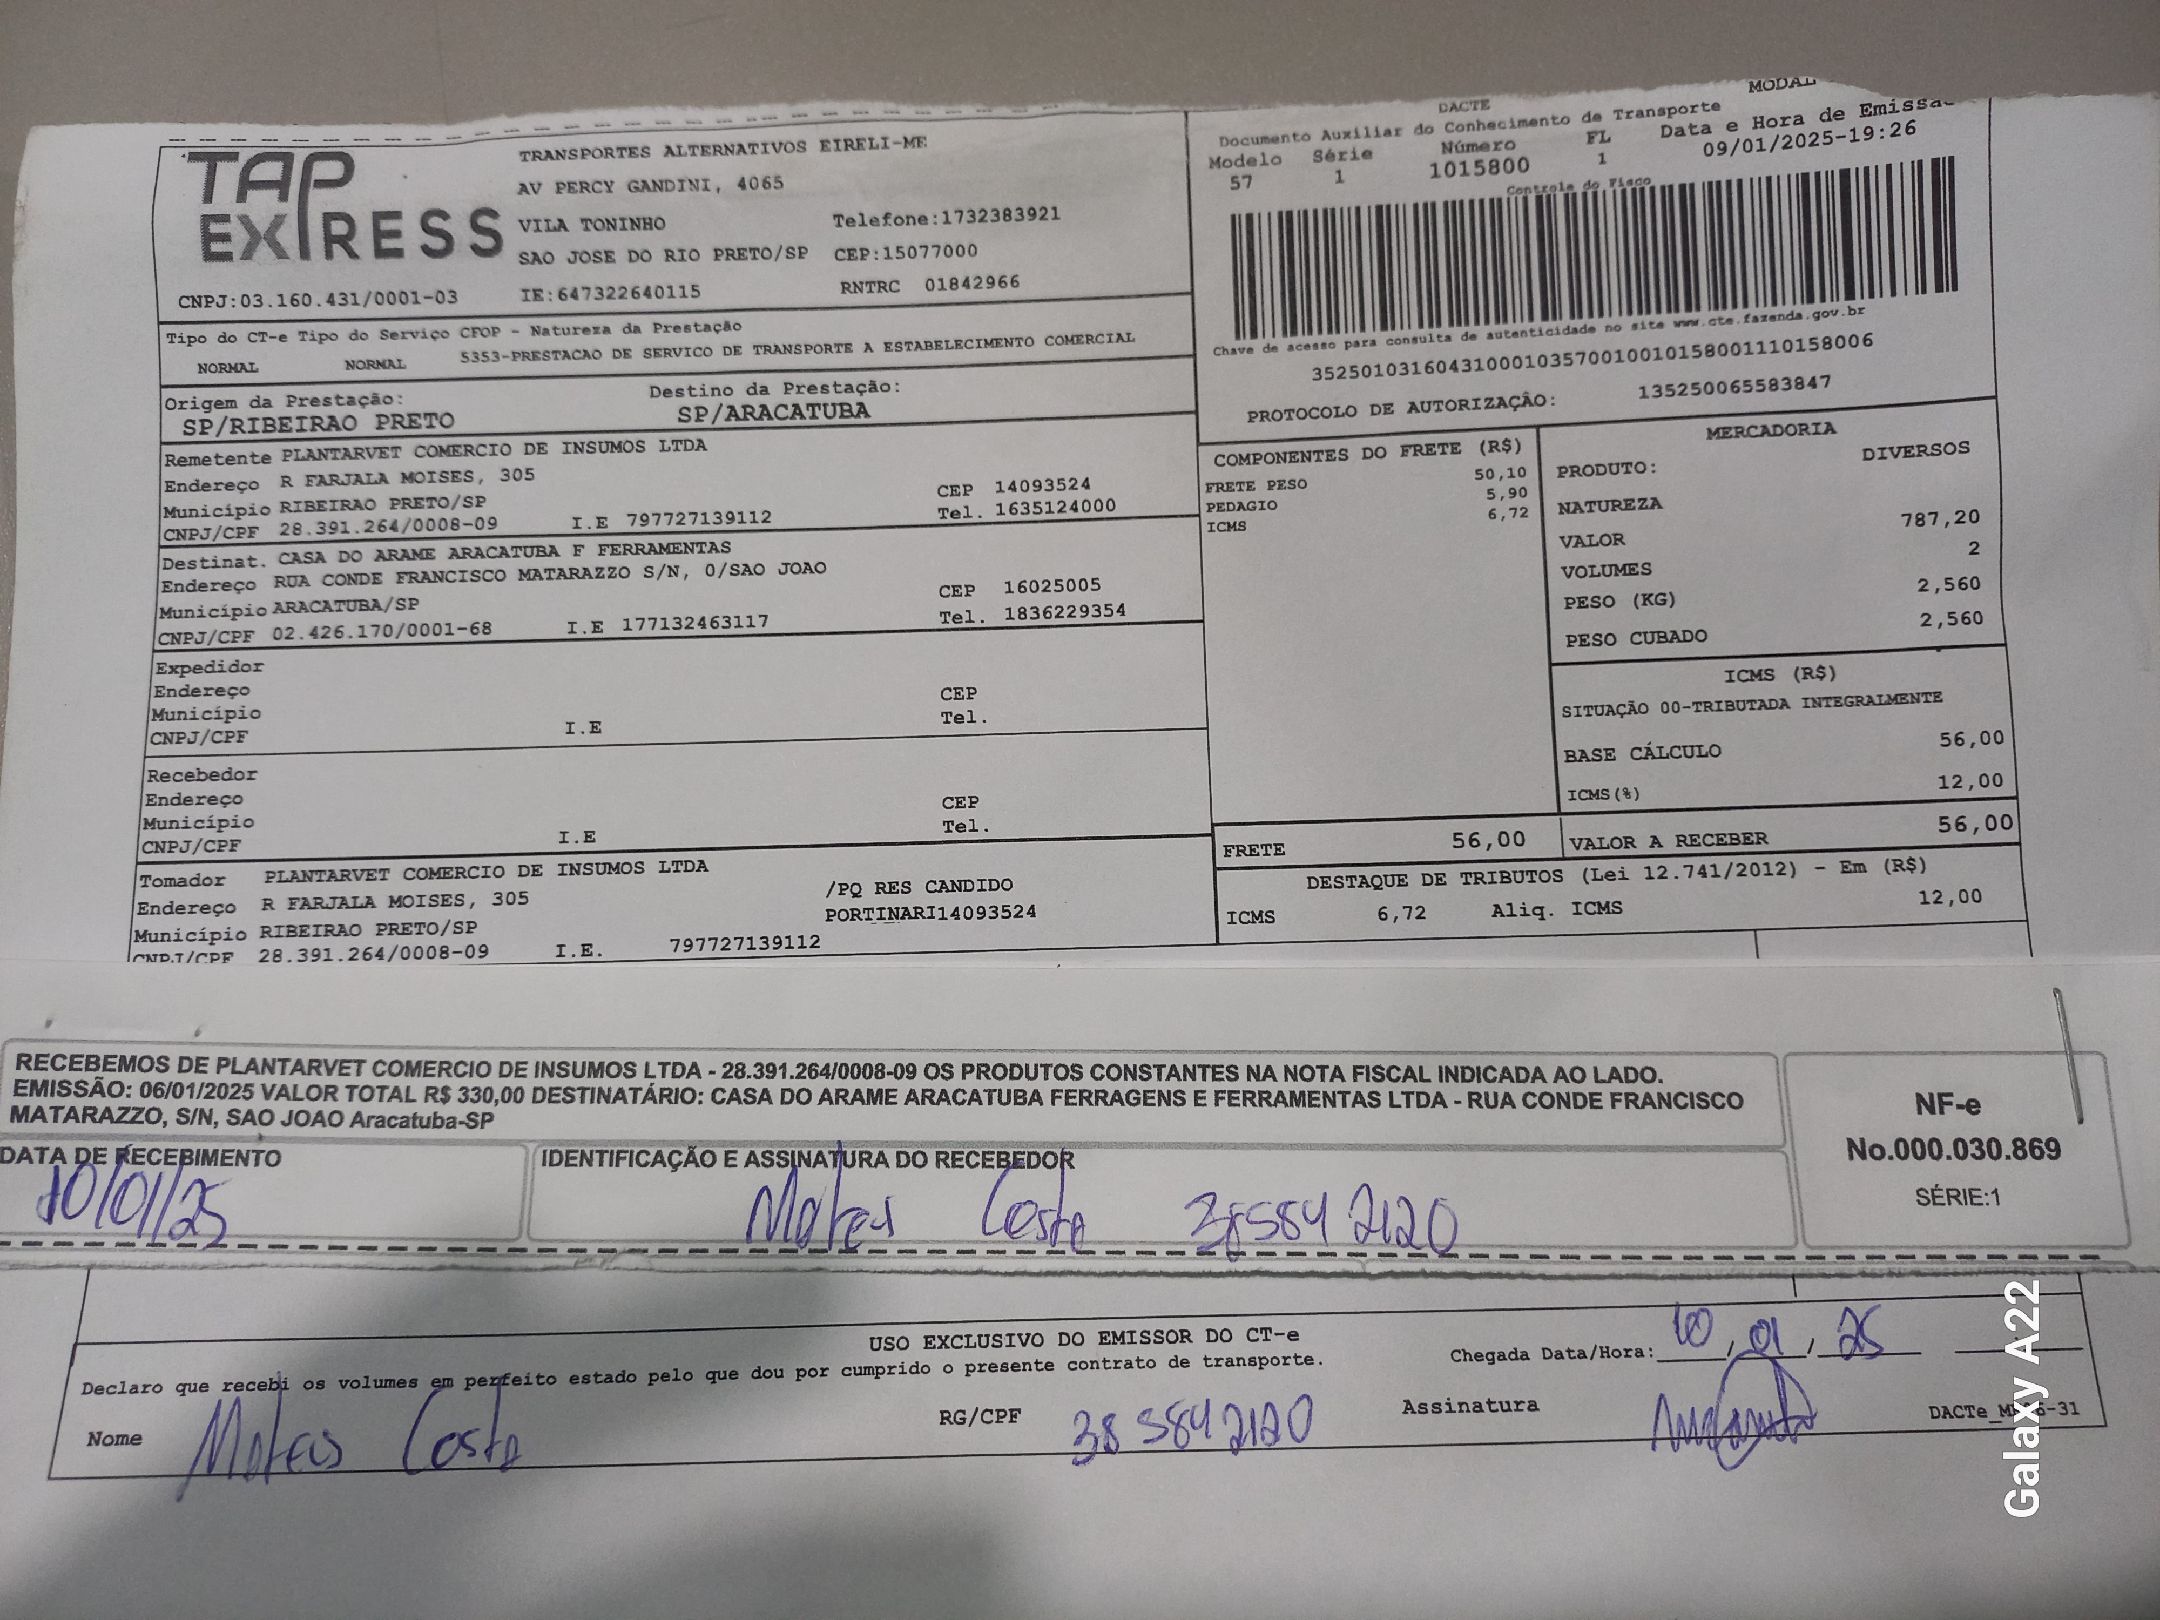 TAP EXPRESS
TRANSPORTES ALTERNATIVOS EIRELI-ME
AV PERCY GANDINI, 4065
VILA TONINHO Telefone:1732383921
SAO JOSE DO RIO PRETO/SP CEP:15077000
CNPJ:03.160.431/0001-03 IE:647322640115 RNTRC 01842966
DACTE MODAL
Documento Auxiliar do Conhecimento de Transporte
Modelo Série Número FL Data e Hora de Emissã
57 1 1015800 1 09/01/2025-19:26
Controle do Fisco
Chave de acesso para consulta de autenticidade no site www.cte.fazenda.gov.br
35250103160431000103570010010158001110158006
PROTOCOLO DE AUTORIZAÇÃO: 135250065583847
Tipo do CT-e Tipo do Serviço CFOP - Natureza da Prestação
NORMAL NORMAL 5353-PRESTACAO DE SERVICO DE TRANSPORTE A ESTABELECIMENTO COMERCIAL
Origem da Prestação: Destino da Prestação:
SP/RIBEIRAO PRETO SP/ARACATUBA
Remetente PLANTARVET COMERCIO DE INSUMOS LTDA
Endereço R FARJALA MOISES, 305 CEP 14093524
Município RIBEIRAO PRETO/SP Tel. 1635124000
CNPJ/CPF 28.391.264/0008-09 I.E 797727139112
Destinat. CASA DO ARAME ARACATUBA F FERRAMENTAS
Endereço RUA CONDE FRANCISCO MATARAZZO S/N, 0/SAO JOAO CEP 16025005
Município ARACATUBA/SP Tel. 1836229354
CNPJ/CPF 02.426.170/0001-68 I.E 177132463117
Expedidor
Endereço CEP
Município Tel.
CNPJ/CPF I.E
Recebedor
Endereço CEP
Município Tel.
CNPJ/CPF I.E
Tomador PLANTARVET COMERCIO DE INSUMOS LTDA /PQ RES CANDIDO
Endereço R FARJALA MOISES, 305 PORTINARI14093524
Município RIBEIRAO PRETO/SP
CNPJ/CPF 28.391.264/0008-09 I.E. 797727139112
COMPONENTES DO FRETE (R$)
FRETE PESO 50,10
PEDAGIO 5,90
ICMS 6,72
MERCADORIA
PRODUTO: DIVERSOS
NATUREZA
VALOR 787,20
VOLUMES 2
PESO (KG) 2,560
PESO CUBADO 2,560
ICMS (R$)
SITUAÇÃO 00-TRIBUTADA INTEGRALMENTE
BASE CÁLCULO 56,00
ICMS(%) 12,00
FRETE 56,00 VALOR A RECEBER 56,00
DESTAQUE DE TRIBUTOS (Lei 12.741/2012) - Em (R$)
ICMS 6,72 Aliq. ICMS 12,00
RECEBEMOS DE PLANTARVET COMERCIO DE INSUMOS LTDA - 28.391.264/0008-09 OS PRODUTOS CONSTANTES NA NOTA FISCAL INDICADA AO LADO.
EMISSÃO: 06/01/2025 VALOR TOTAL R$ 330,00 DESTINATÁRIO: CASA DO ARAME ARACATUBA FERRAGENS E FERRAMENTAS LTDA - RUA CONDE FRANCISCO
MATARAZZO, S/N, SAO JOAO Aracatuba-SP
NF-e
No.000.030.869
SÉRIE:1
DATA DE RECEBIMENTO IDENTIFICAÇÃO E ASSINATURA DO RECEBEDOR
10/01/25 Mateus Costa 385842120
USO EXCLUSIVO DO EMISSOR DO CT-e
Declaro que recebi os volumes em perfeito estado pelo que dou por cumprido o presente contrato de transporte. Chegada Data/Hora: 10, 01, 25
Nome Mateus Costa RG/CPF 385842120 Assinatura
Galaxy A22